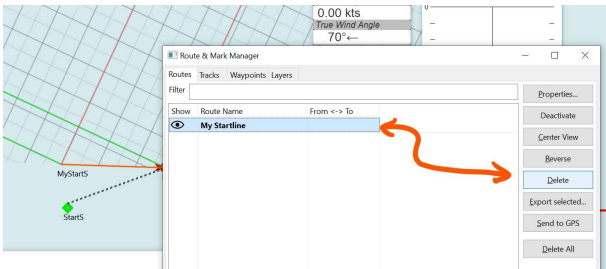 0.00 kts
True Wind Angle
70°←
0
Route & Mark Manager
Routes Tracks Waypoints Layers
Filter
Show Route Name From <-> To
My Startline
Properties...
Deactivate
Center View
Reverse
Delete
Export selected...
Send to GPS
Delete All
MyStartS
StartS